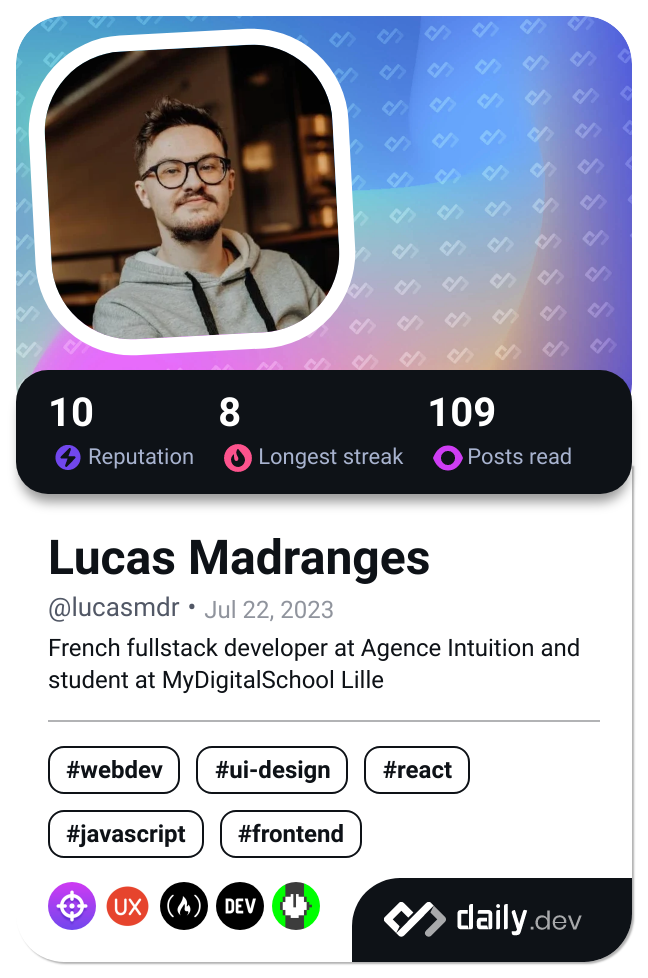 10
8
109
Reputation
Longest streak
Posts read
Lucas Madranges
@lucasmdr • Jul 22, 2023
French fullstack developer at Agence Intuition and
student at MyDigitalSchool Lille
#webdev
#ui-design
#react
#javascript
#frontend
UX
DEV
daily.dev